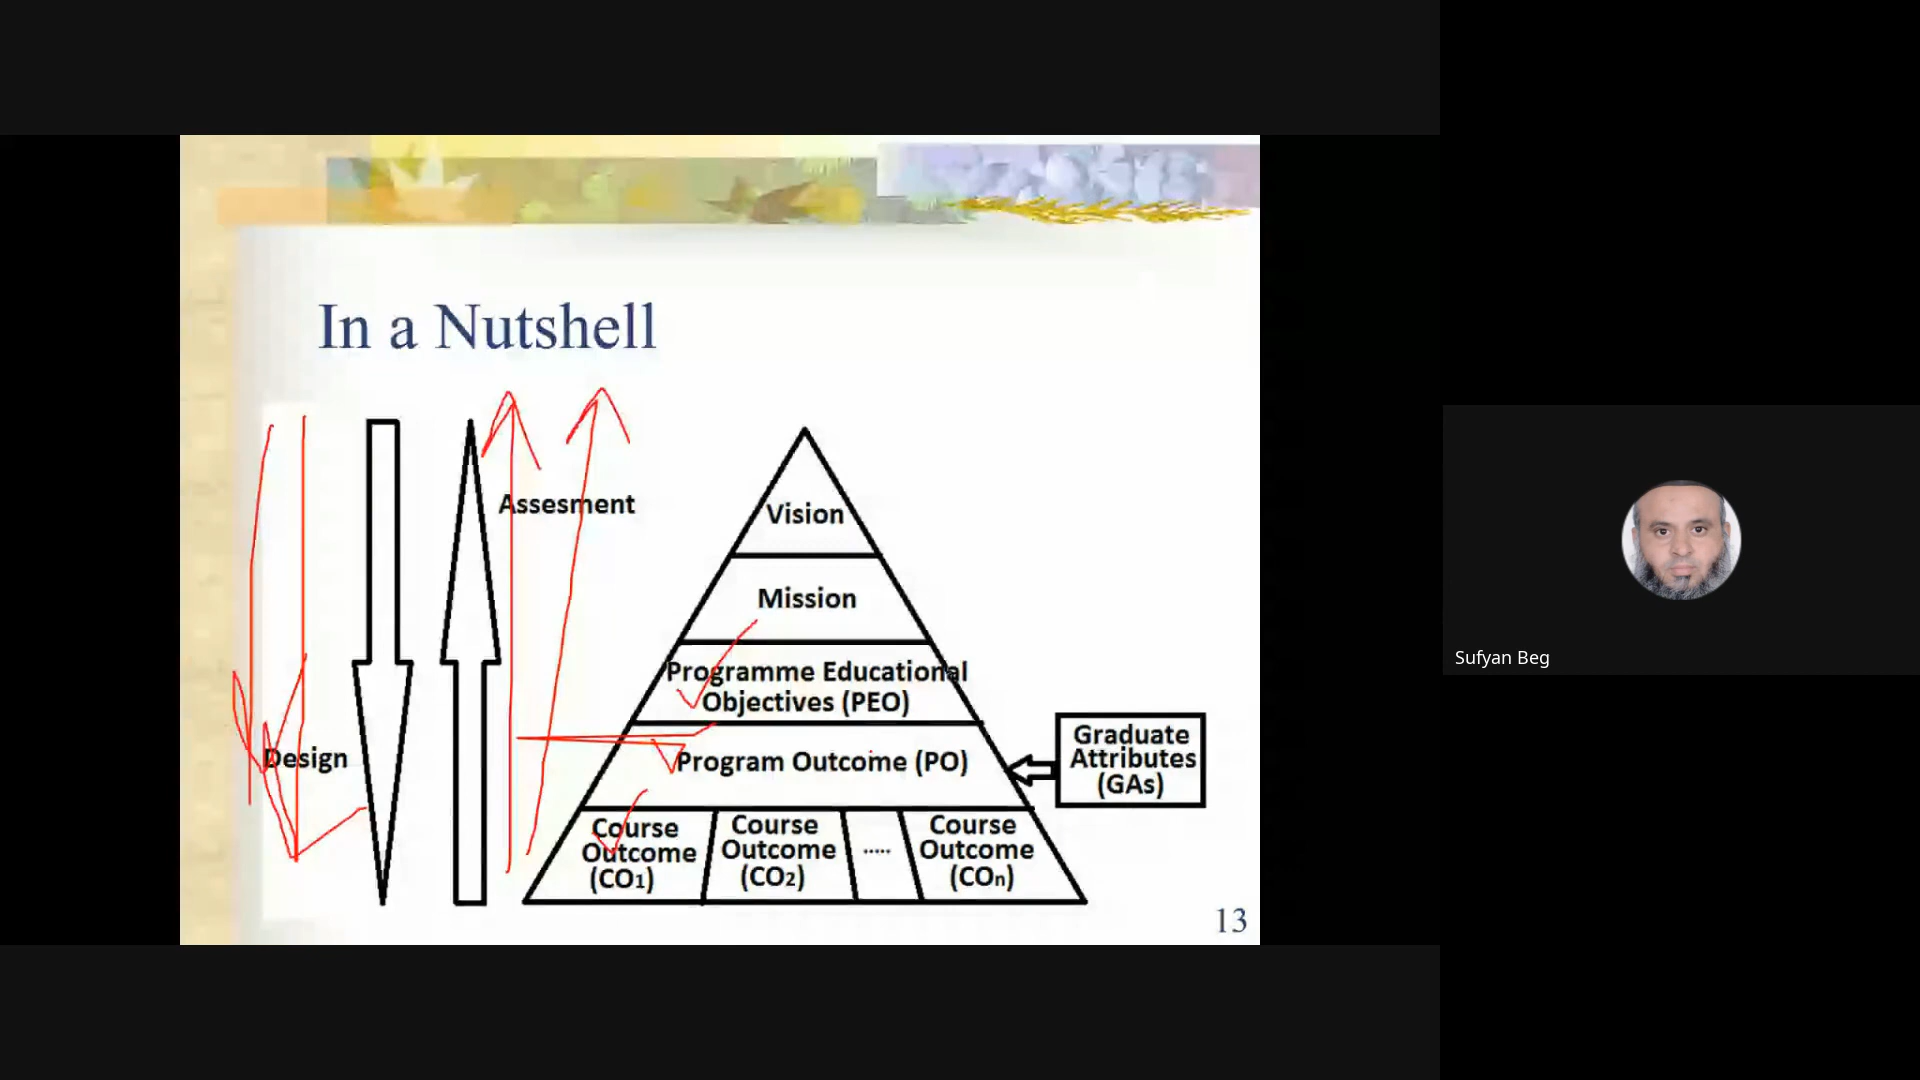 In a Nutshell
Assesment
Design
Vision
Mission
Programme Educational
Objectives (PEO)
Program Outcome (PO)
Graduate
Attributes
(GAs)
Course
Outcome
(CO1)
Course
Outcome
(CO2)
.....
Course
Outcome
(COn)
13
Sufyan Beg